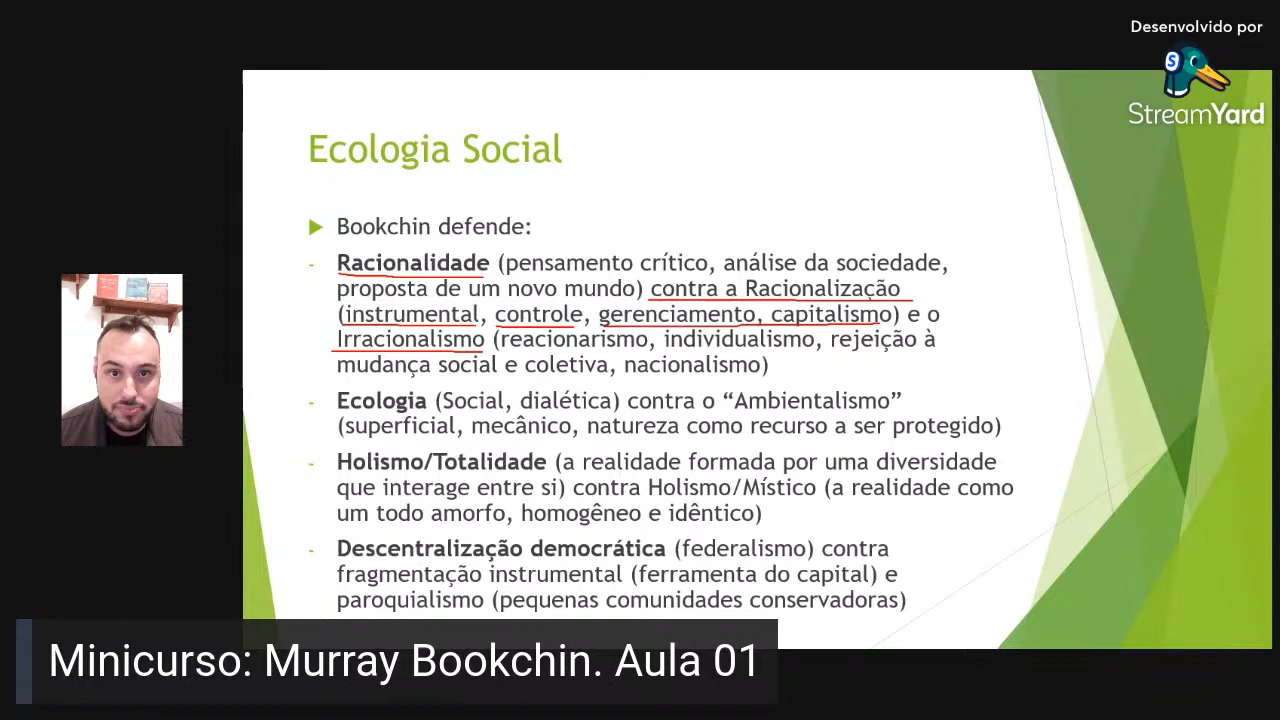 Desenvolvido por
StreamYard
Ecologia Social
Bookchin defende:
- Racionalidade (pensamento crítico, análise da sociedade,
proposta de um novo mundo) contra a Racionalização
(instrumental, controle, gerenciamento, capitalismo) e o
Irracionalismo (reacionarismo, individualismo, rejeição à
mudança social e coletiva, nacionalismo)
- Ecologia (Social, dialética) contra o “Ambientalismo”
(superficial, mecânico, natureza como recurso a ser protegido)
- Holismo/Totalidade (a realidade formada por uma diversidade
que interage entre si) contra Holismo/Místico (a realidade como
um todo amorfo, homogêneo e idêntico)
- Descentralização democrática (federalismo) contra
fragmentação instrumental (ferramenta do capital) e
paroquialismo (pequenas comunidades conservadoras)
Minicurso: Murray Bookchin. Aula 01